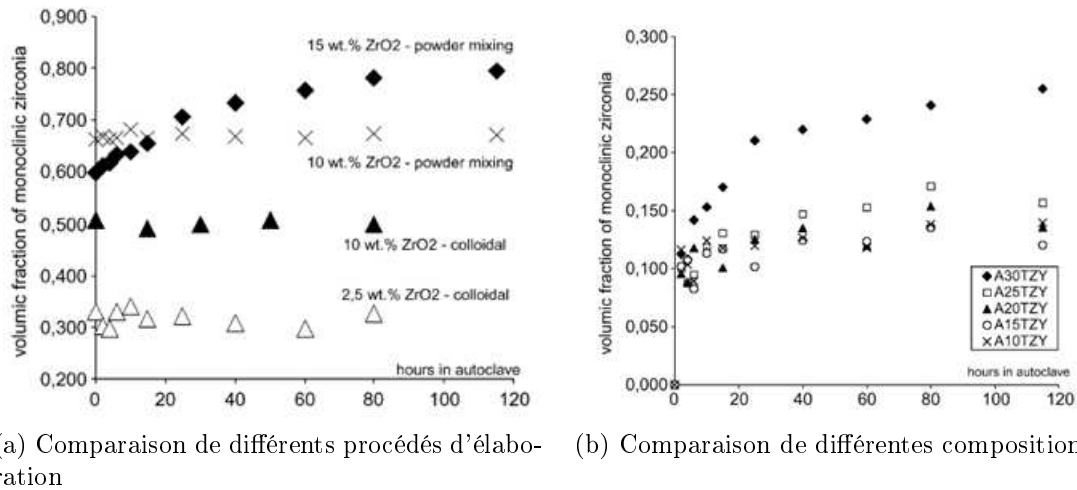 0,900
0,800
0,700
0,600
0,500
0,400
0,300
0,200
volumic fraction of monoclinic zirconia
15 wt.% ZrO2 - powder mixing
10 wt.% ZrO2 - powder mixing
10 wt.% ZrO2 - colloidal
2,5 wt.% ZrO2 - colloidal
hours in autoclave
0 20 40 60 80 100 120
0,300
0,250
0,200
0,150
0,100
0,050
0,000
volumic fraction of monoclinic zirconia
A30TZY
A25TZY
A20TZY
A15TZY
A10TZY
hours in autoclave
0 20 40 60 80 100 120
(a) Comparaison de différents procédés d'élabo-
ration
(b) Comparaison de différentes composition